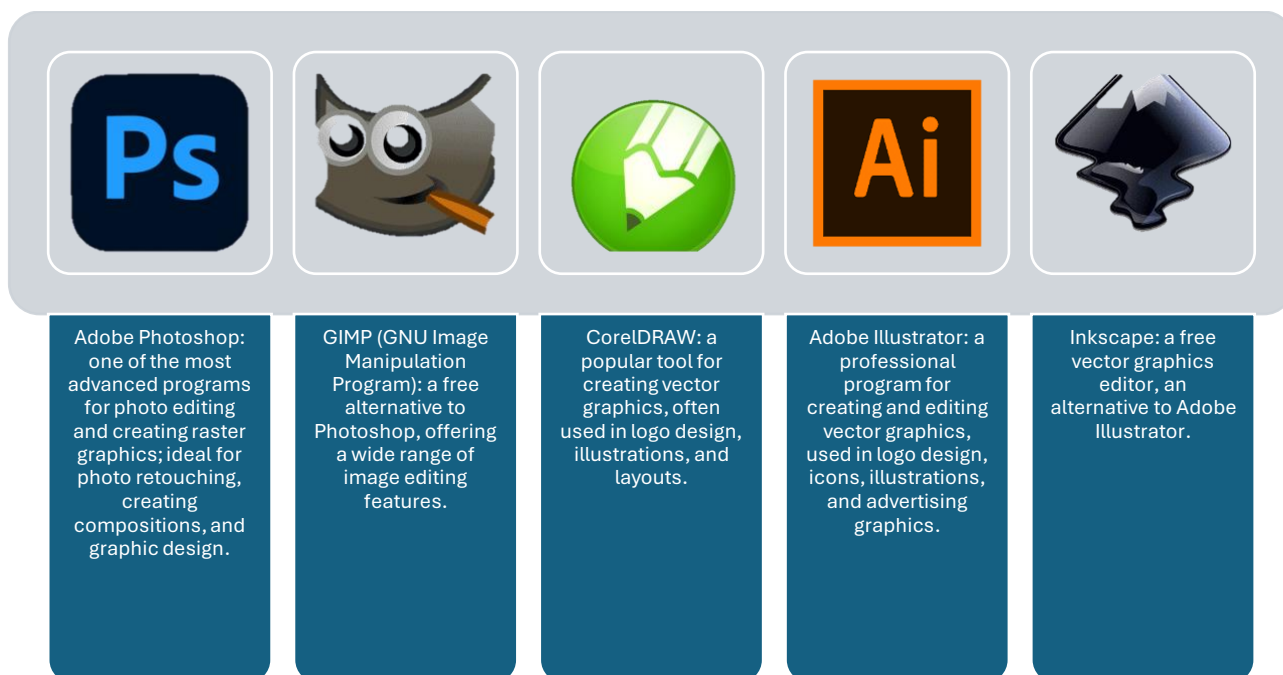 Ps
Ai
Adobe Photoshop:
one of the most
advanced programs
for photo editing
and creating raster
graphics; ideal for
photo retouching,
creating
compositions, and
graphic design.
GIMP (GNU Image
Manipulation
Program): a free
alternative to
Photoshop, offering
a wide range of
image editing
features.
CorelDRAW: a
popular tool for
creating vector
graphics, often
used in logo design,
illustrations, and
layouts.
Adobe Illustrator: a
professional
program for
creating and editing
vector graphics,
used in logo design,
icons, illustrations,
and advertising
graphics.
Inkscape: a free
vector graphics
editor, an
alternative to Adobe
Illustrator.